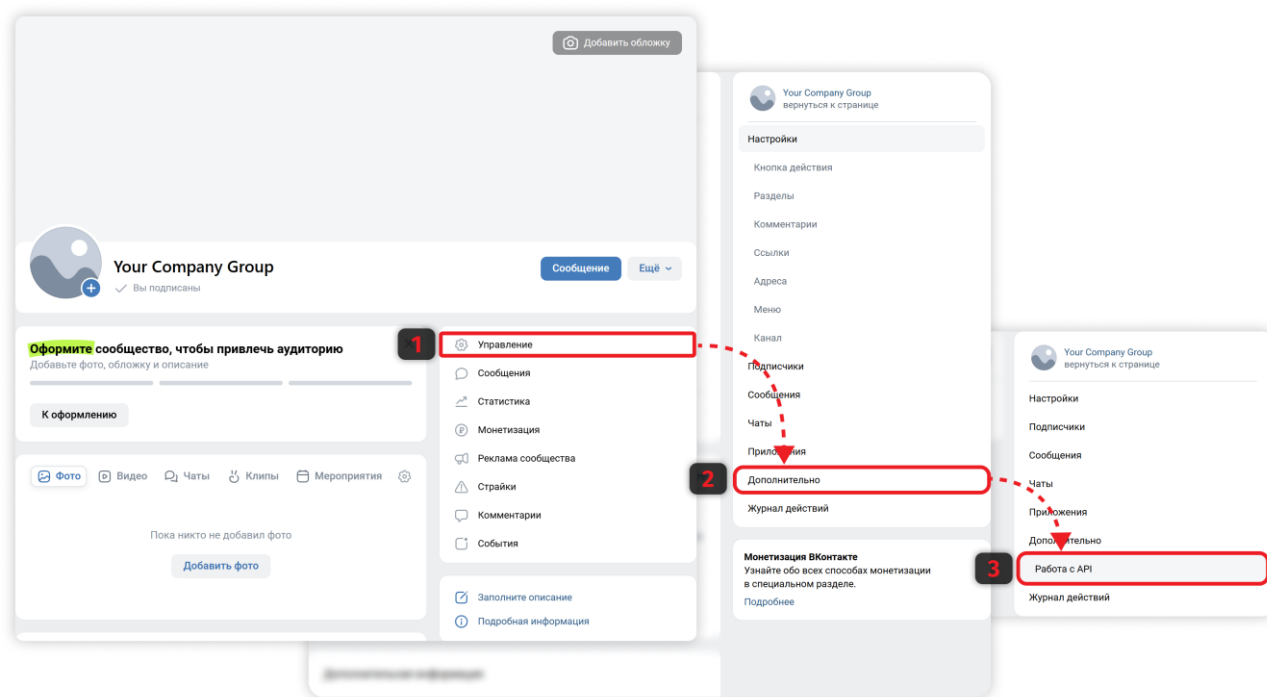 Добавить обложку
Your Company Group
Вы подписаны
Сообщение
Ещё
Оформите сообщество, чтобы привлечь аудиторию
Добавьте фото, обложку и описание
К оформлению
Фото
Видео
Чаты
Клипы
Мероприятия
Пока никто не добавил фото
Добавить фото
1
Управление
Сообщения
Статистика
Монетизация
Реклама сообщества
Страйки
Комментарии
События
Заполните описание
Подробная информация
Your Company Group
вернуться к странице
Настройки
Кнопка действия
Разделы
Комментарии
Ссылки
Адреса
Меню
Канал
Подписчики
Сообщения
Чаты
Приложения
2
Дополнительно
Журнал действий
Монетизация ВКонтакте
Узнайте обо всех способах монетизации
в специальном разделе.
Подробнее
Дополнительная информация
Your Company Group
вернуться к странице
Настройки
Подписчики
Сообщения
Чаты
Приложения
Дополнительно
3
Работа с API
Журнал действий